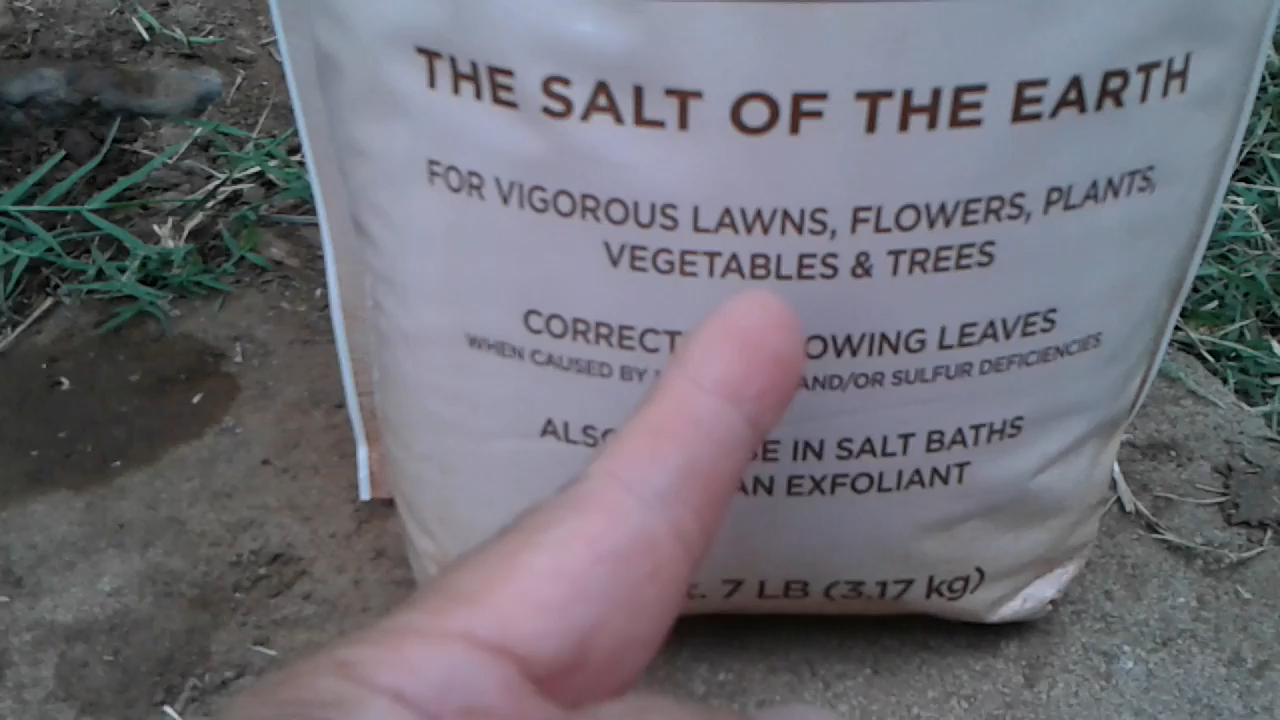 THE SALT OF THE EARTH
FOR VIGOROUS LAWNS, FLOWERS, PLANTS,
VEGETABLES & TREES
CORRECT OWING LEAVES
WHEN CAUSED BY AND/OR SULFUR DEFICIENCIES
IN SALT BATHS
AN EXFOLIANT
7 LB (3.17 kg)